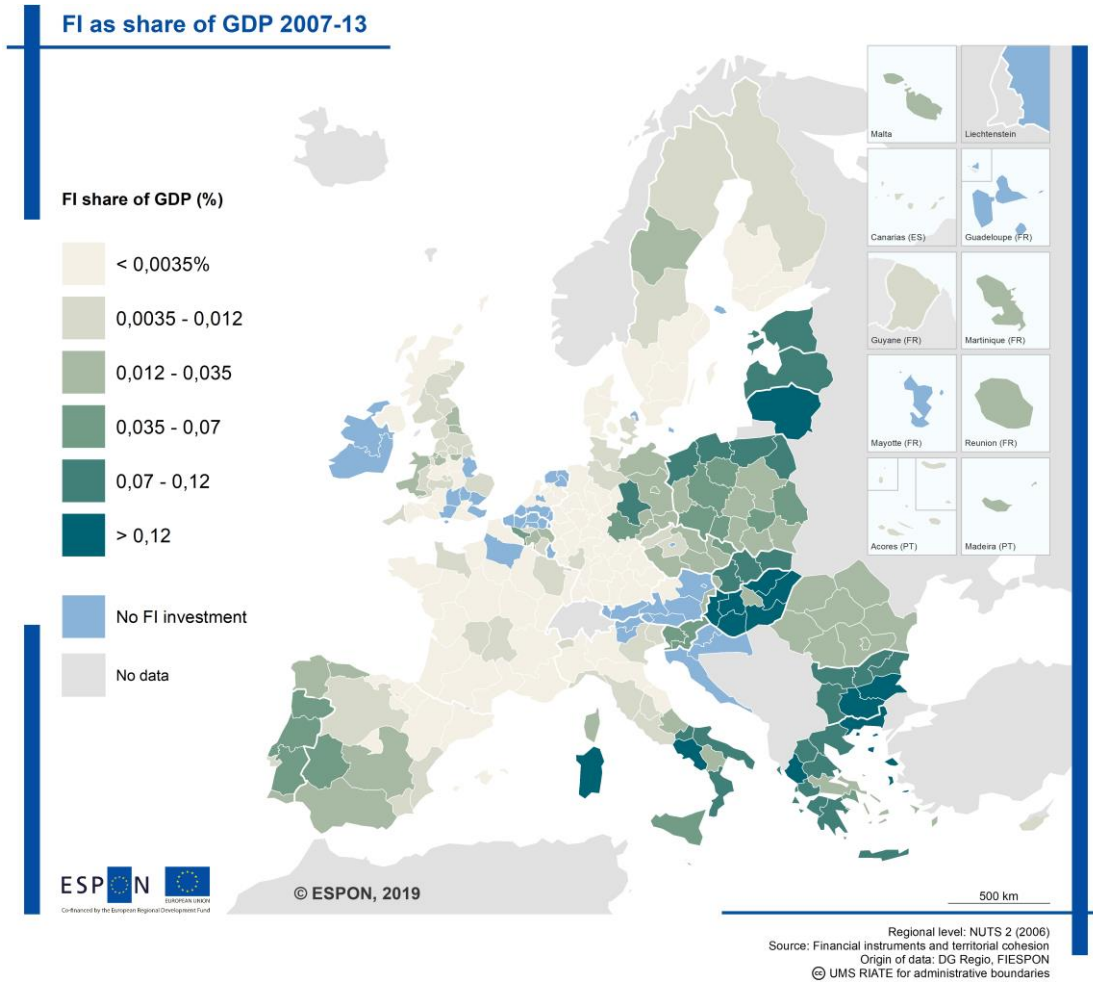 FI as share of GDP 2007-13
FI share of GDP (%)
< 0,0035%
0,0035 - 0,012
0,012 - 0,035
0,035 - 0,07
0,07 - 0,12
> 0,12
No FI investment
No data
Malta
Liechtenstein
Canarias (ES)
Guadeloupe (FR)
Guyane (FR)
Martinique (FR)
Mayotte (FR)
Reunion (FR)
Acores (PT)
Madeira (PT)
ESPON
EUROPEAN UNION
Co-financed by the European Regional Development Fund
© ESPON, 2019
500 km
Regional level: NUTS 2 (2006)
Source: Financial instruments and territorial cohesion
Origin of data: DG Regio, FIESPON
cc UMS RIATE for administrative boundaries